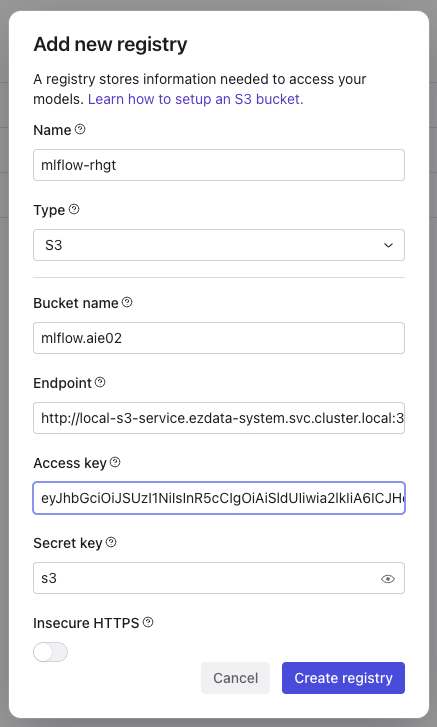 Add new registry
A registry stores information needed to access your
models. Learn how to setup an S3 bucket.
Name
mlflow-rhgt
Type
S3
Bucket name
mlflow.aie02
Endpoint
http://local-s3-service.ezdata-system.svc.cluster.local:3
Access key
eyJhbGciOiJSUzI1NiIsInR5cCIgOiAiSldUIiwia2lkIiA6ICJH
Secret key
s3
Insecure HTTPS
Cancel
Create registry